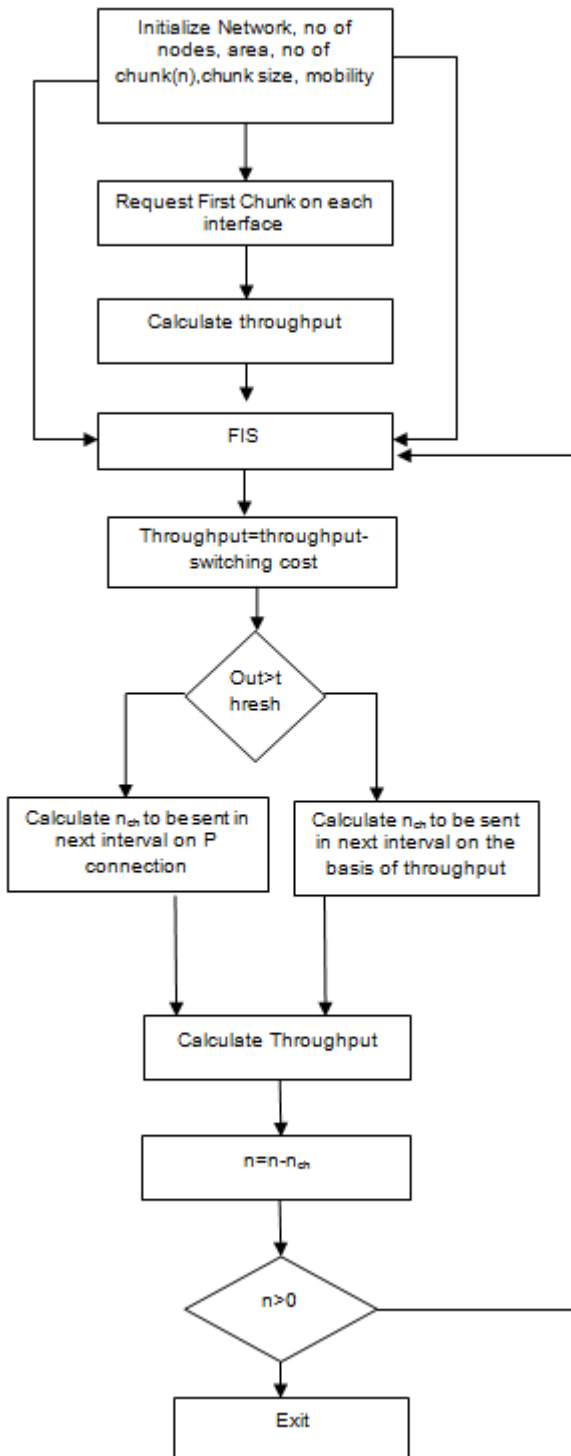 Initialize Network, no of
nodes, area, no of
chunk(n),chunk size, mobility
Request First Chunk on each
interface
Calculate throughput
FIS
Throughput=throughput-
switching cost
Out>t
hresh
Calculate nch to be sent in
next interval on P
connection
Calculate nch to be sent
in next interval on the
basis of throughput
Calculate Throughput
n=n-nch
n>0
Exit